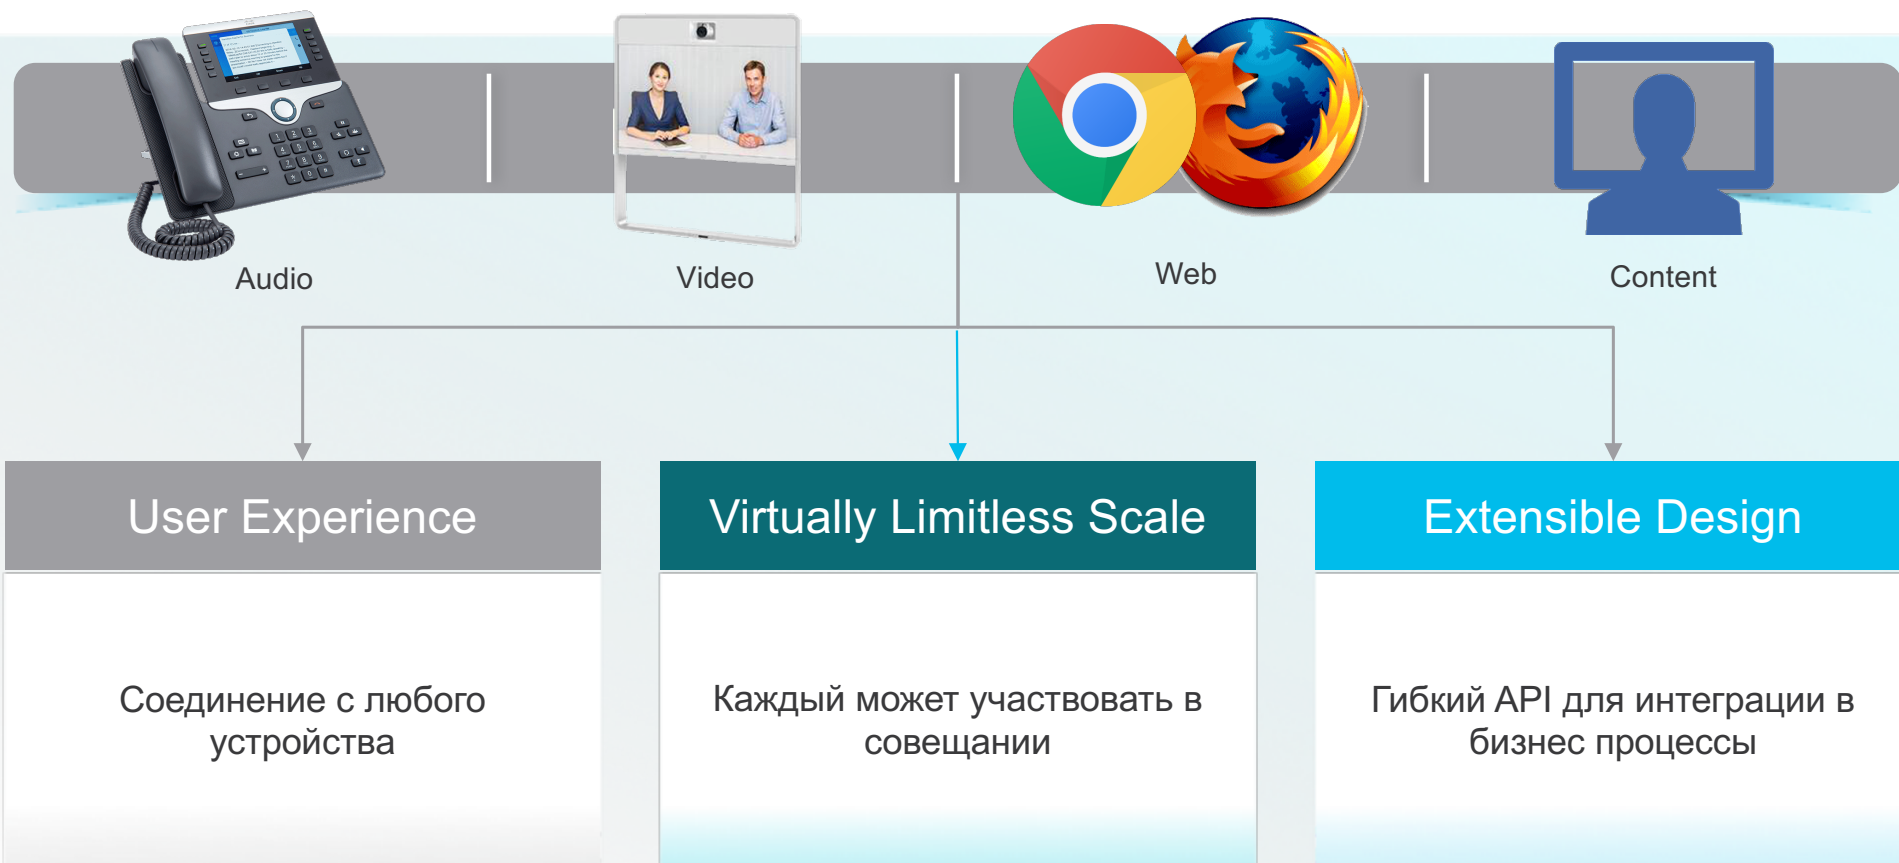 Audio
Video
Web
Content
User Experience
Virtually Limitless Scale
Extensible Design
Соединение с любого
устройства
Каждый может участвовать в
совещании
Гибкий API для интеграции в
бизнес процессы